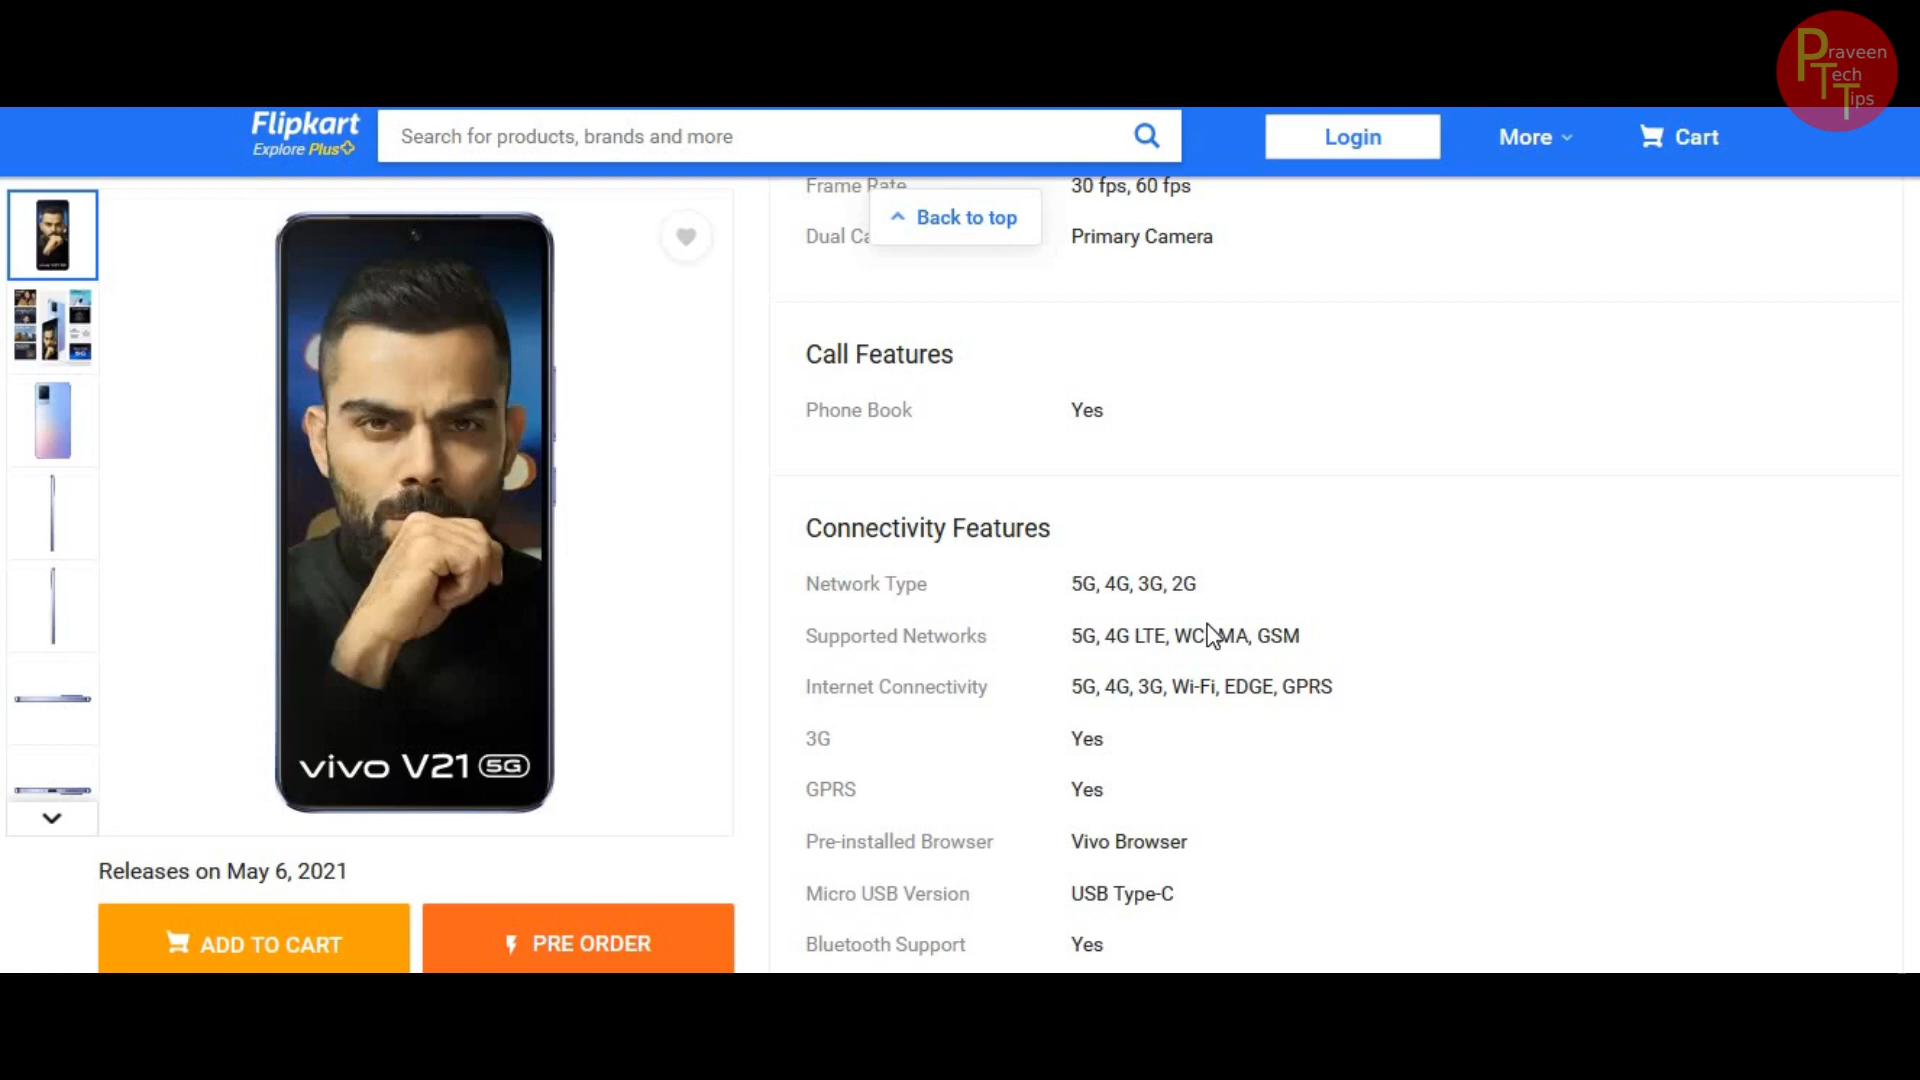 Praveen
Tech
Tips
Flipkart
Explore Plus
Search for products, brands and more
Login
More
Cart
Frame Rate 30 fps, 60 fps
Back to top
Dual Ca Primary Camera
Call Features
Phone Book Yes
Connectivity Features
Network Type 5G, 4G, 3G, 2G
Supported Networks 5G, 4G LTE, WCDMA, GSM
Internet Connectivity 5G, 4G, 3G, Wi-Fi, EDGE, GPRS
3G Yes
GPRS Yes
Pre-installed Browser Vivo Browser
Micro USB Version USB Type-C
Bluetooth Support Yes
vivo V21 5G
Releases on May 6, 2021
ADD TO CART
PRE ORDER